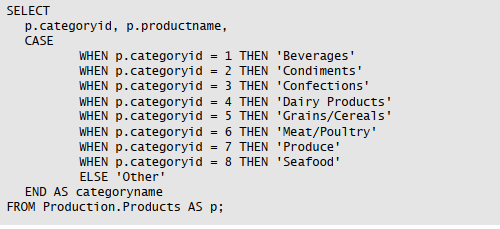 SELECT
p.categoryid, p.productname,
CASE
WHEN p.categoryid = 1 THEN 'Beverages'
WHEN p.categoryid = 2 THEN 'Condiments'
WHEN p.categoryid = 3 THEN 'Confections'
WHEN p.categoryid = 4 THEN 'Dairy Products'
WHEN p.categoryid = 5 THEN 'Grains/Cereals'
WHEN p.categoryid = 6 THEN 'Meat/Poultry'
WHEN p.categoryid = 7 THEN 'Produce'
WHEN p.categoryid = 8 THEN 'Seafood'
ELSE 'Other'
END AS categoryname
FROM Production.Products AS p;